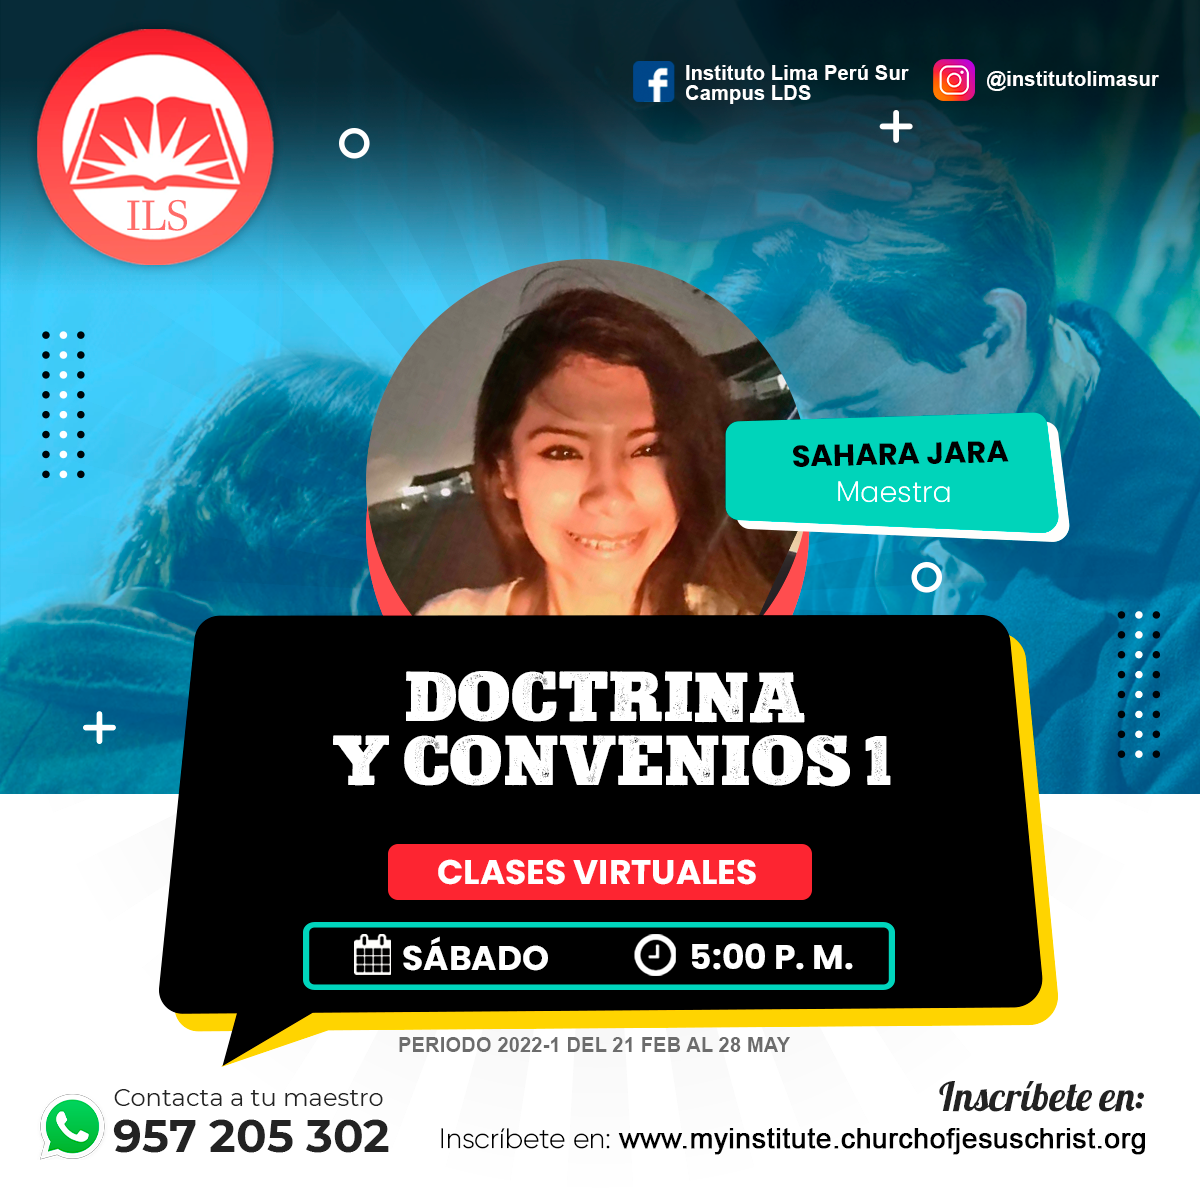 ILS
Instituto Lima Perú Sur
Campus LDS
@institutolimasur
SAHARA JARA
Maestra
DOCTRINA
Y CONVENIOS 1
CLASES VIRTUALES
SÁBADO
5:00 P. M.
PERIODO 2022-1 DEL 21 FEB AL 28 MAY
Contacta a tu maestro
957 205 302
Inscríbete en:
Inscríbete en: www.myinstitute.churchofjesuschrist.org